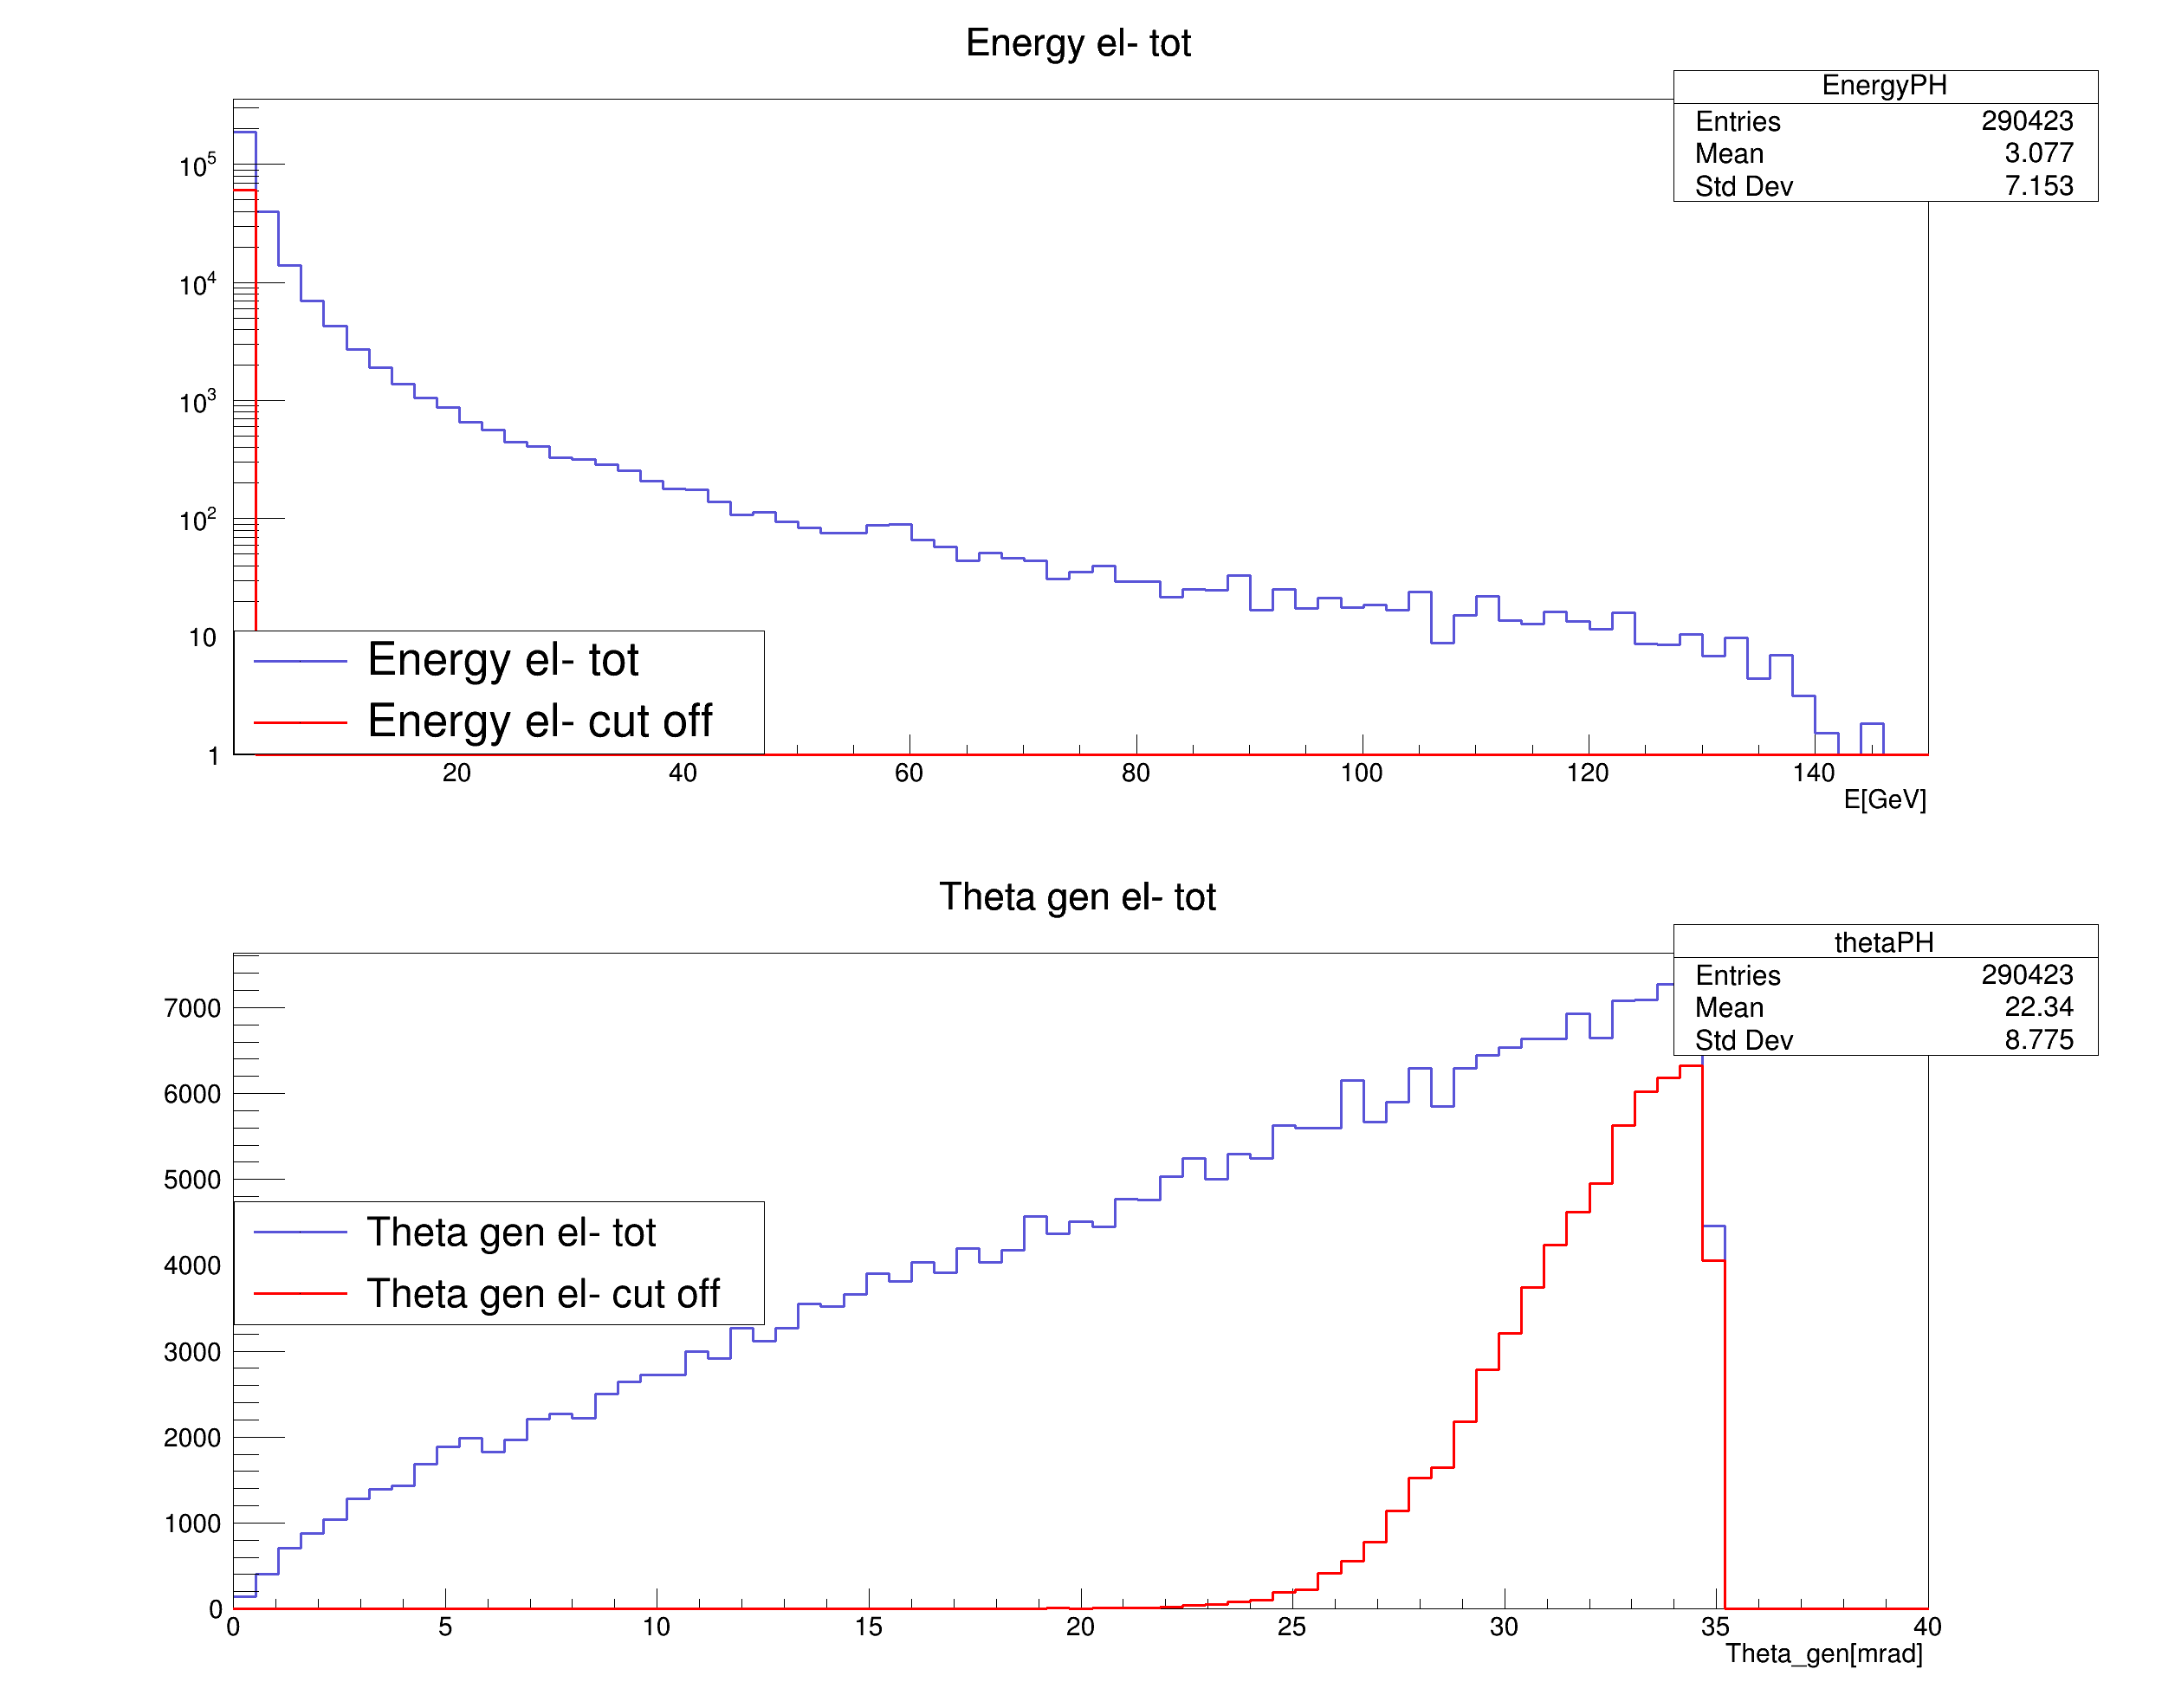 Energy el- tot
EnergyPH
Entries 290423
Mean 3.077
Std Dev 7.153
10^5
10^4
10^3
10^2
10
1
Energy el- tot
Energy el- cut off
20 40 60 80 100 120 140
E[GeV]
Theta gen el- tot
thetaPH
Entries 290423
Mean 22.34
Std Dev 8.775
7000
6000
5000
4000
3000
2000
1000
0
Theta gen el- tot
Theta gen el- cut off
0 5 10 15 20 25 30 35 40
Theta_gen[mrad]